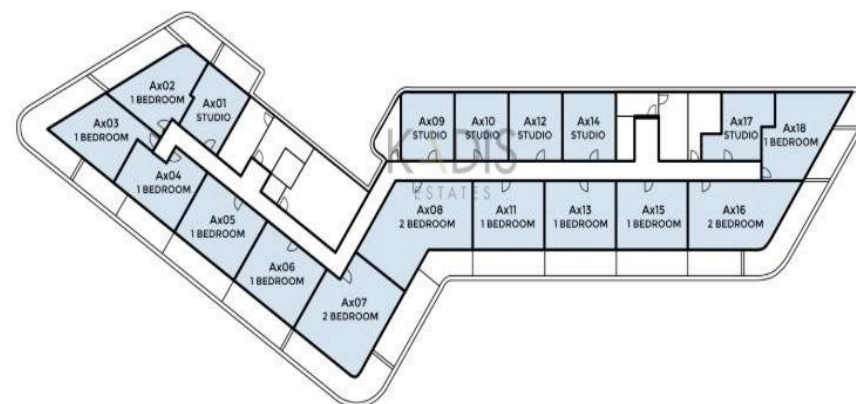 Ax02
1 BEDROOM
Ax01
STUDIO
Ax03
1 BEDROOM
Ax04
1 BEDROOM
Ax05
1 BEDROOM
Ax06
1 BEDROOM
Ax07
2 BEDROOM
Ax09
STUDIO
Ax10
STUDIO
Ax12
STUDIO
Ax14
STUDIO
Ax17
STUDIO
Ax18
1 BEDROOM
KADIS
ESTATES
Ax08
2 BEDROOM
Ax11
1 BEDROOM
Ax13
1 BEDROOM
Ax15
1 BEDROOM
Ax16
2 BEDROOM